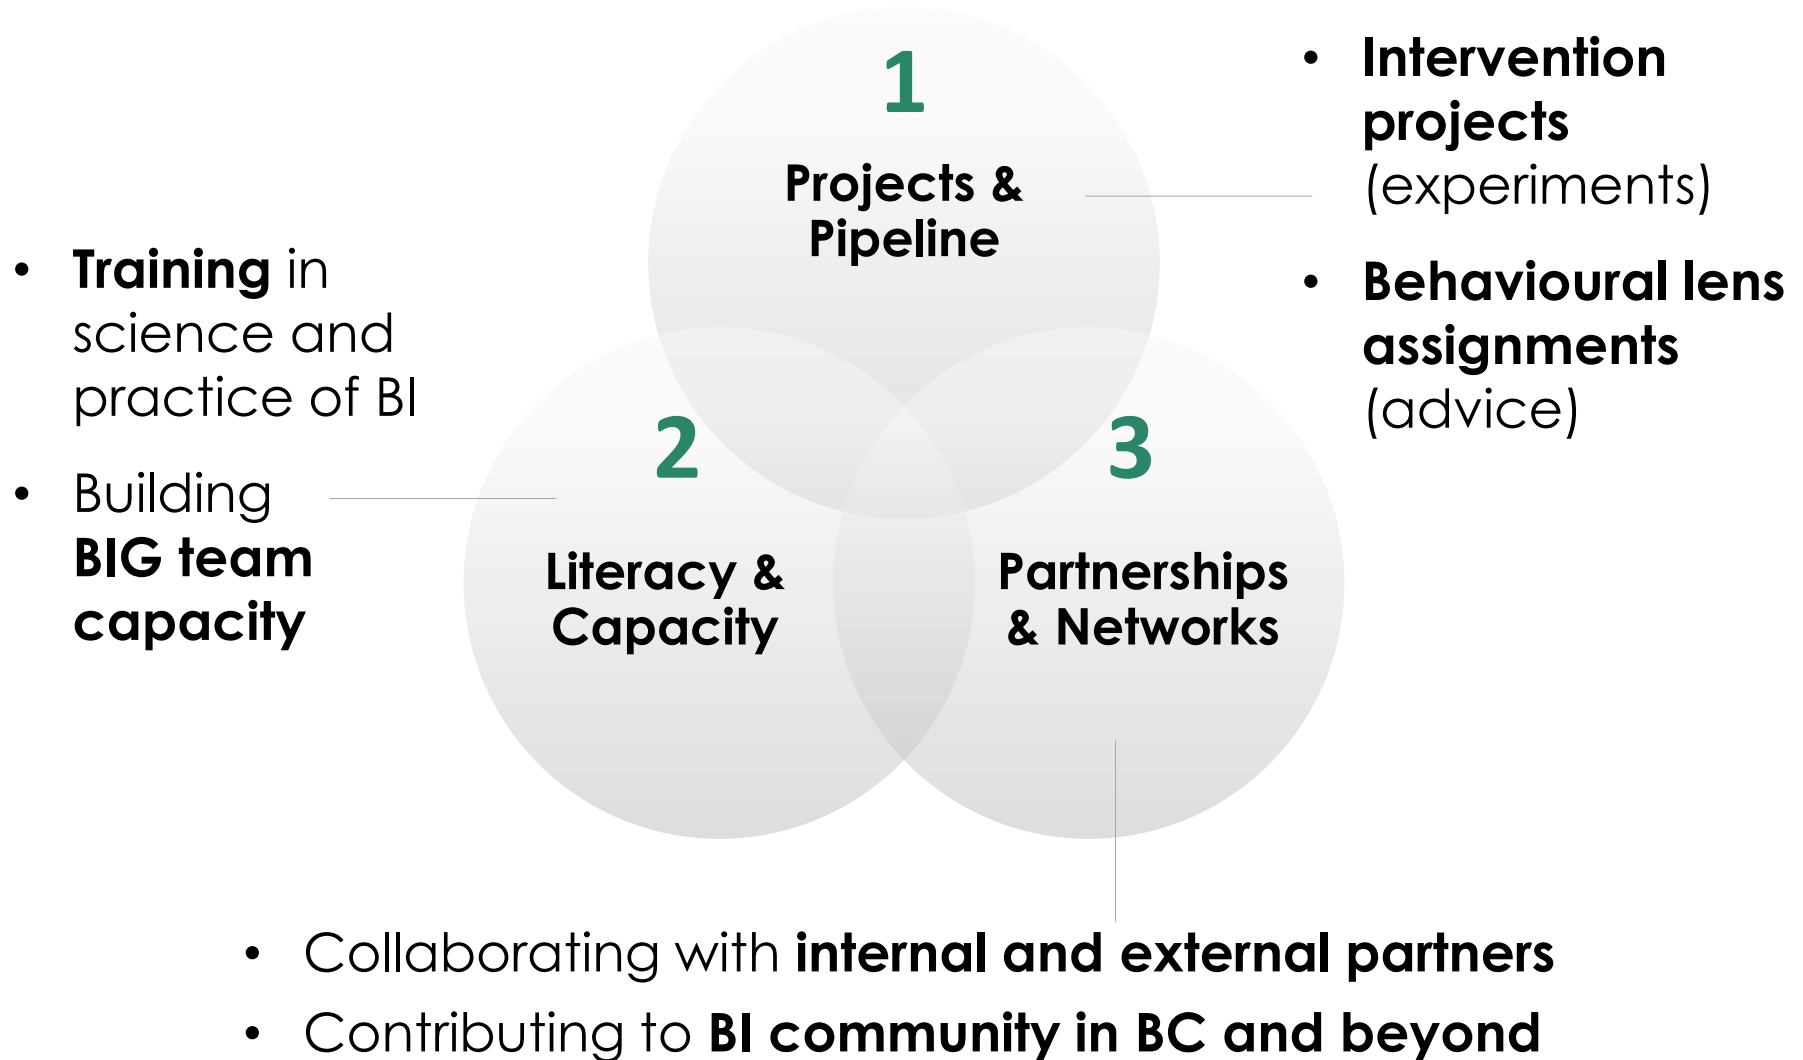 1
Projects &
Pipeline
• Intervention
projects
(experiments)
• Behavioural lens
assignments
(advice)
• Training in
science and
practice of BI
• Building
BIG team
capacity
2
Literacy &
Capacity
3
Partnerships
& Networks
• Collaborating with internal and external partners
• Contributing to BI community in BC and beyond